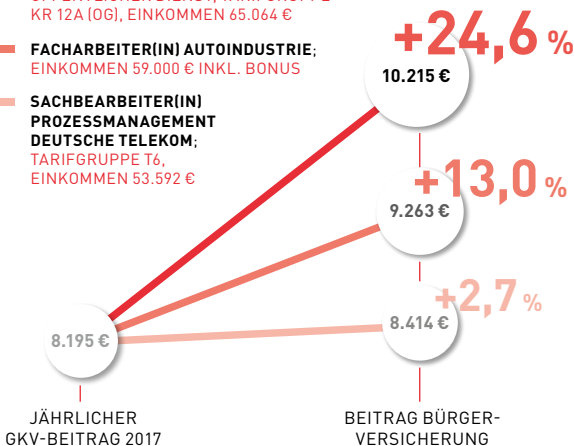 KR 12A (OG), EINKOMMEN 65.064 €
FACHARBEITER(IN) AUTOINDUSTRIE;
EINKOMMEN 59.000 € INKL. BONUS
SACHBEARBEITER(IN)
PROZESSMANAGEMENT
DEUTSCHE TELEKOM;
TARIFGRUPPE T6,
EINKOMMEN 53.592 €
+24,6 %
10.215 €
+13,0 %
9.263 €
+2,7 %
8.414 €
8.195 €
JÄHRLICHER
GKV-BEITRAG 2017
BEITRAG BÜRGER-
VERSICHERUNG